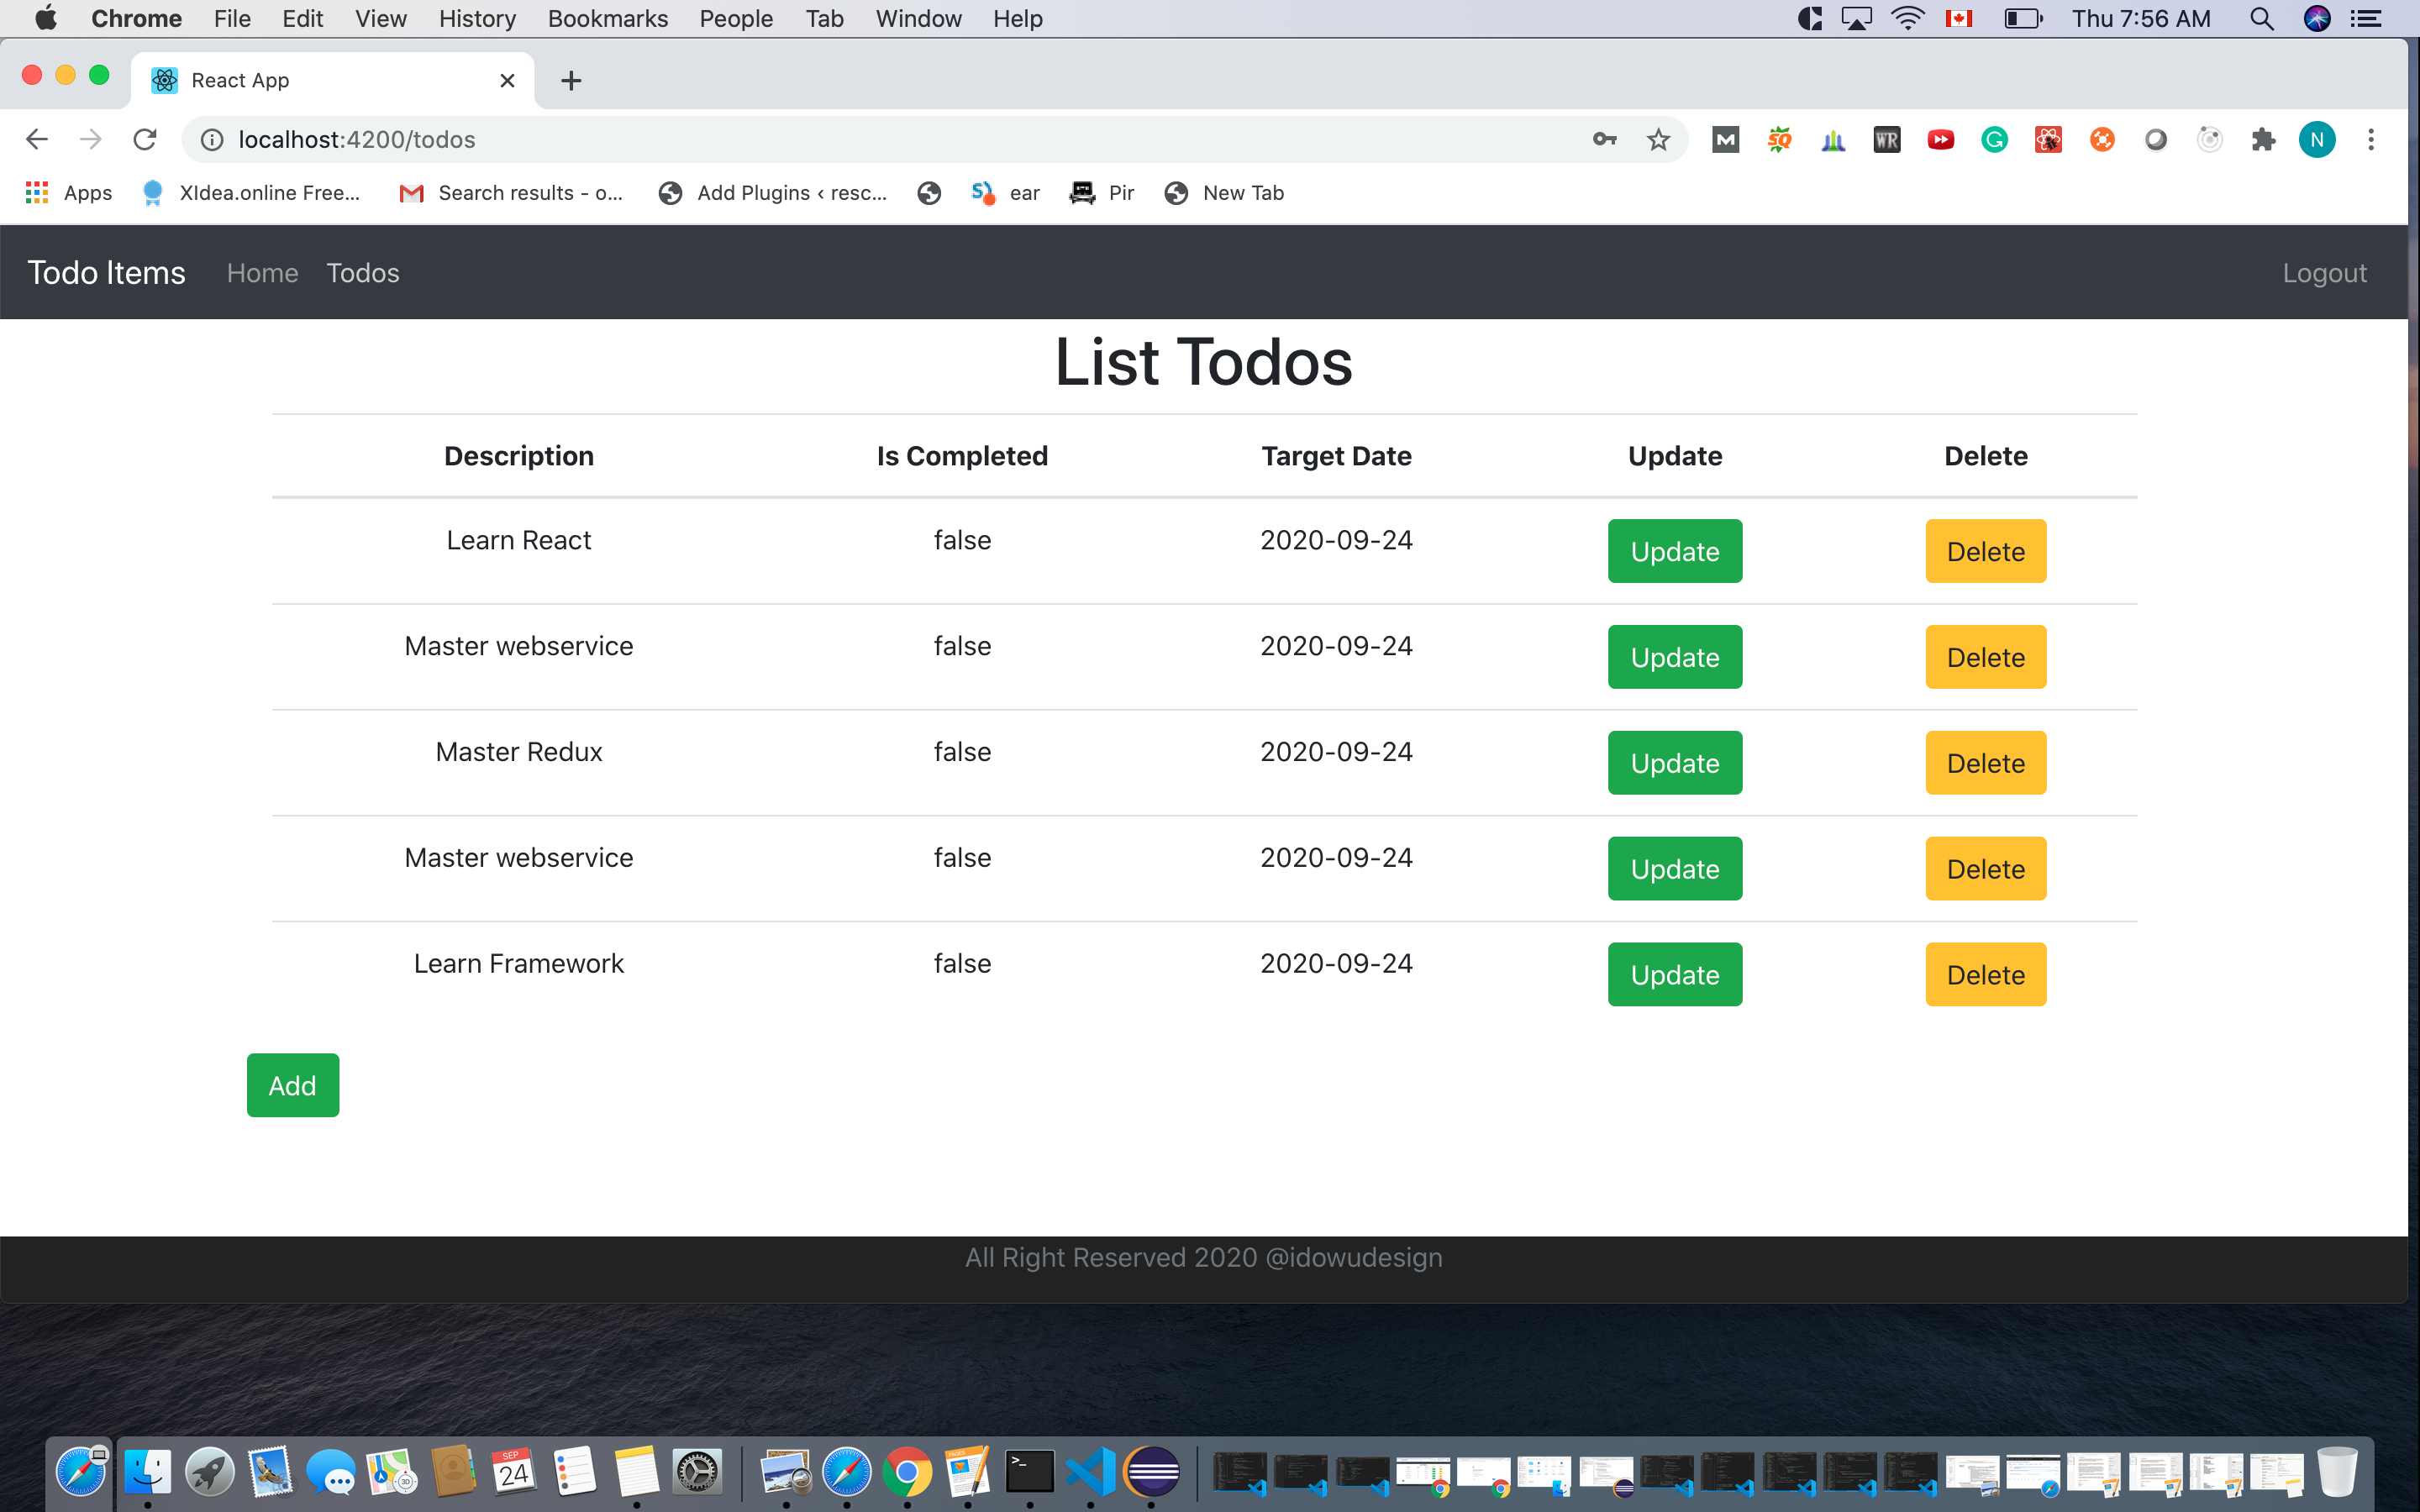 Chrome File Edit View History Bookmarks People Tab Window Help Thu 7:56 AM
React App
localhost:4200/todos
M SQ WR G N
Apps XIdea.online Free... Search results - o... Add Plugins ‹ resc... ear Pir New Tab
Todo Items Home Todos Logout
List Todos
Description Is Completed Target Date Update Delete
Learn React false 2020-09-24 Update Delete
Master webservice false 2020-09-24 Update Delete
Master Redux false 2020-09-24 Update Delete
Master webservice false 2020-09-24 Update Delete
Learn Framework false 2020-09-24 Update Delete
Add
All Right Reserved 2020 @idowudesign
SEP
24
3D
PAGES
>_